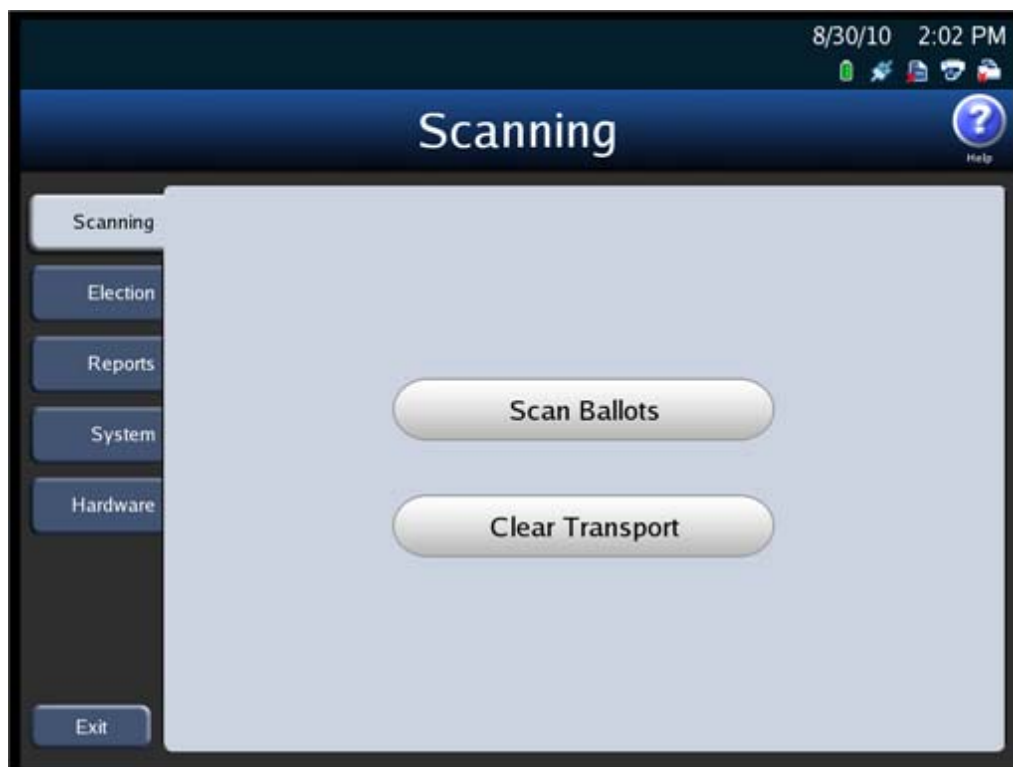 8/30/10 2:02 PM
Scanning
?
Help
Scanning
Election
Reports
System
Hardware
Scan Ballots
Clear Transport
Exit